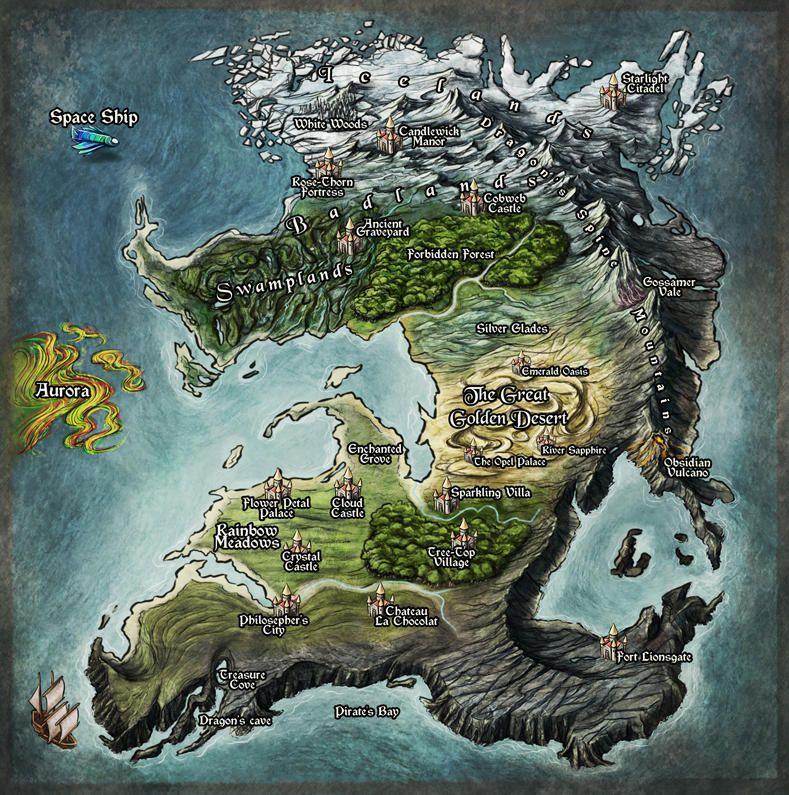 Icelands
Starlight
Citadel
Space Ship
White Woods
Candlewick
Manor
Dragon's Spine Mountains
Rose-Thorn
Fortress
Badlands
Cobweb
Castle
Ancient
Graveyard
Forbidden Forest
Swamplands
Gossamer
Vale
Silver Glades
Emerald Oasis
Aurora
The Great
Golden Desert
River Sapphire
Enchanted
Grove
The Opel Palace
Obsidian
Vulcano
Sparkling Villa
Flower Petal
Palace
Cloud
Castle
Rainbow
Meadows
Crystal
Castle
Tree-Top
Village
Philosepher's
City
Chateau
La Chocolat
Port Lionsgate
Treasure
Cove
Pirate's Bay
Dragon's cave